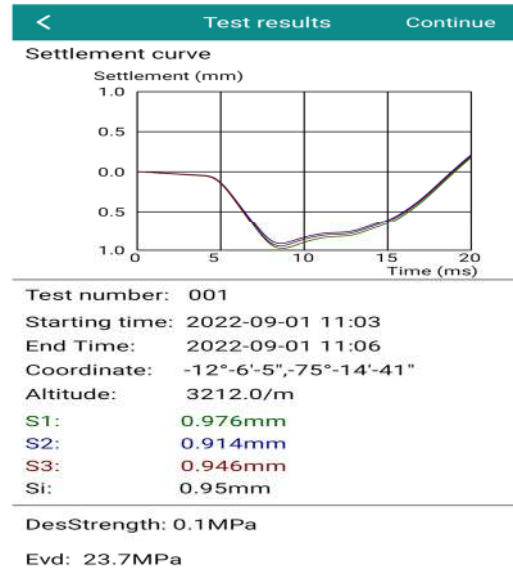 < Test results Continue
Settlement curve
Settlement (mm)
1.0
0.5
0.0
0.5
1.0
0 5 10 15 20
Time (ms)
Test number: 001
Starting time: 2022-09-01 11:03
End Time: 2022-09-01 11:06
Coordinate: -12°-6'-5",-75°-14'-41"
Altitude: 3212.0/m
S1: 0.976mm
S2: 0.914mm
S3: 0.946mm
Si: 0.95mm
DesStrength: 0.1MPa
Evd: 23.7MPa